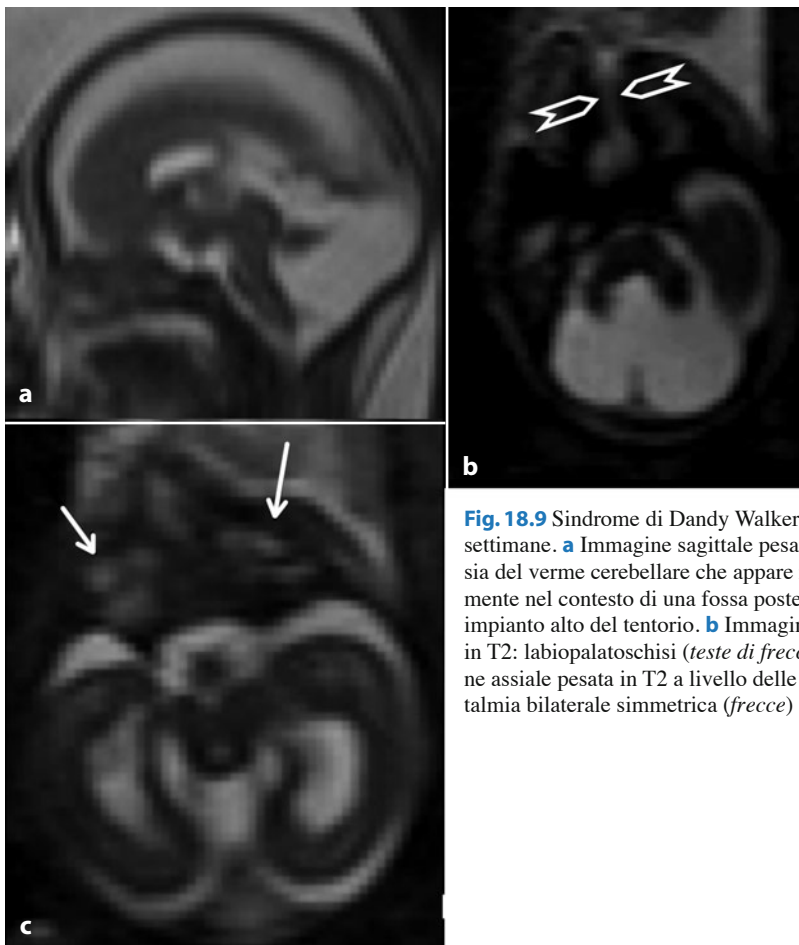 a
b
c
Fig. 18.9 Sindrome di Dandy Walker
settimane. a Immagine sagittale pesa
sia del verme cerebellare che appare
mente nel contesto di una fossa poste
impianto alto del tentorio. b Immagin
in T2: labiopalatoschisi (teste di frecc
ne assiale pesata in T2 a livello delle
talmia bilaterale simmetrica (frecce)